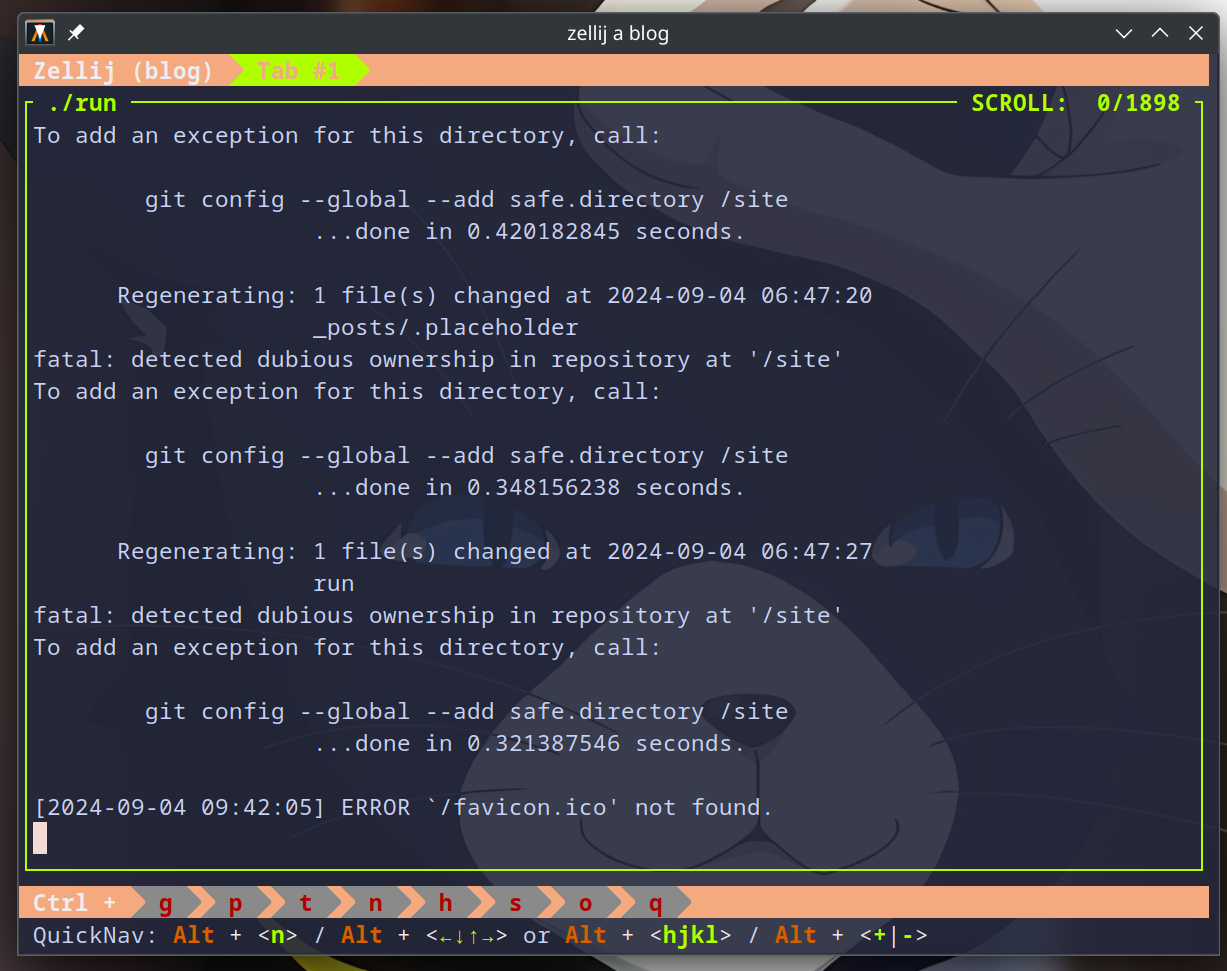 zellij a blog
Zellij (blog) Tab #1
./run SCROLL: 0/1898
To add an exception for this directory, call:
git config --global --add safe.directory /site
...done in 0.420182845 seconds.
Regenerating: 1 file(s) changed at 2024-09-04 06:47:20
_posts/.placeholder
fatal: detected dubious ownership in repository at '/site'
To add an exception for this directory, call:
git config --global --add safe.directory /site
...done in 0.348156238 seconds.
Regenerating: 1 file(s) changed at 2024-09-04 06:47:27
run
fatal: detected dubious ownership in repository at '/site'
To add an exception for this directory, call:
git config --global --add safe.directory /site
...done in 0.321387546 seconds.
[2024-09-04 09:42:05] ERROR `/favicon.ico' not found.
Ctrl + g p t n h s o q
QuickNav: Alt + <n> / Alt + <←↓↑→> or Alt + <hjkl> / Alt + <+|->